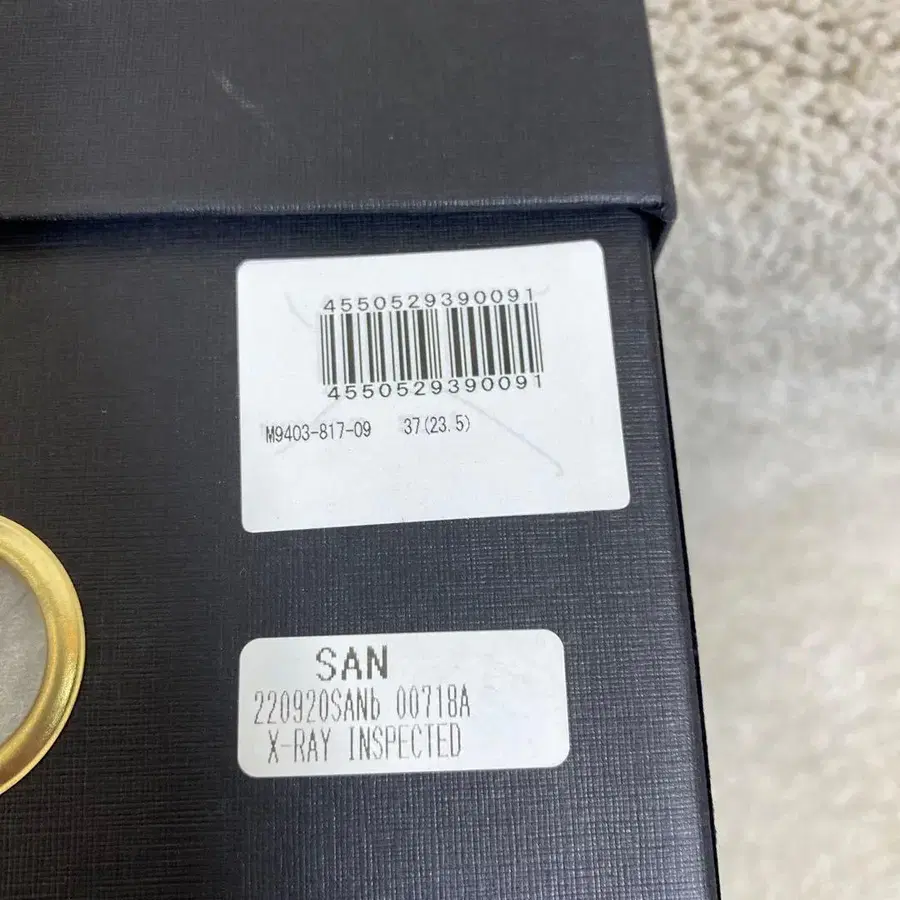 4550529390091
4550529390091
M9403-817-09 37(23.5)
SAN
220920SANb 00718A
X-RAY INSPECTED